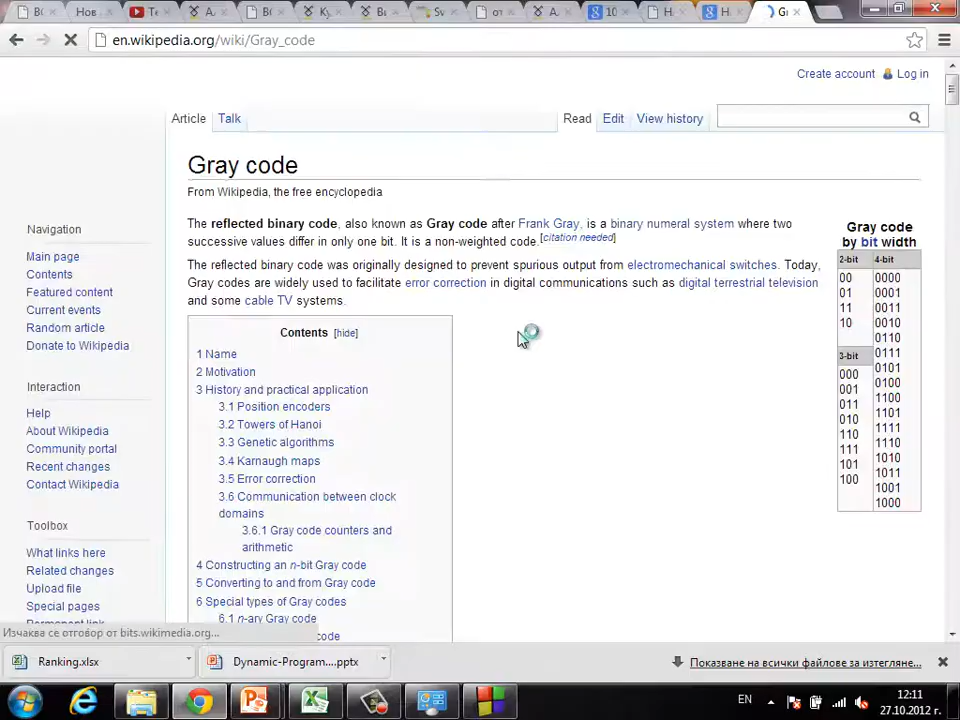 Нов
Te
en.wikipedia.org/wiki/Gray_code
Create account Log in
Article Talk Read Edit View history
Gray code
From Wikipedia, the free encyclopedia
The reflected binary code, also known as Gray code after Frank Gray, is a binary numeral system where two
successive values differ in only one bit. It is a non-weighted code.[citation needed]
The reflected binary code was originally designed to prevent spurious output from electromechanical switches. Today,
Gray codes are widely used to facilitate error correction in digital communications such as digital terrestrial television
and some cable TV systems.
Contents [hide]
1 Name
2 Motivation
3 History and practical application
3.1 Position encoders
3.2 Towers of Hanoi
3.3 Genetic algorithms
3.4 Karnaugh maps
3.5 Error correction
3.6 Communication between clock
domains
3.6.1 Gray code counters and
arithmetic
4 Constructing an n-bit Gray code
5 Converting to and from Gray code
6 Special types of Gray codes
6.1 n-ary Gray code
code
Gray code
by bit width
2-bit
00
01
11
10
3-bit
000
001
011
010
110
111
101
100
4-bit
0000
0001
0011
0010
0110
0111
0101
0100
1100
1101
1111
1110
1010
1011
1001
1000
Navigation
Main page
Contents
Featured content
Current events
Random article
Donate to Wikipedia
Interaction
Help
About Wikipedia
Community portal
Recent changes
Contact Wikipedia
Toolbox
What links here
Related changes
Upload file
Special pages
Permanent link
Изчаква се отговор от bits.wikimedia.org...
Ranking.xlsx
Dynamic-Program....pptx
Показване на всички файлове за изтегляне...
EN
12:11
27.10.2012 г.